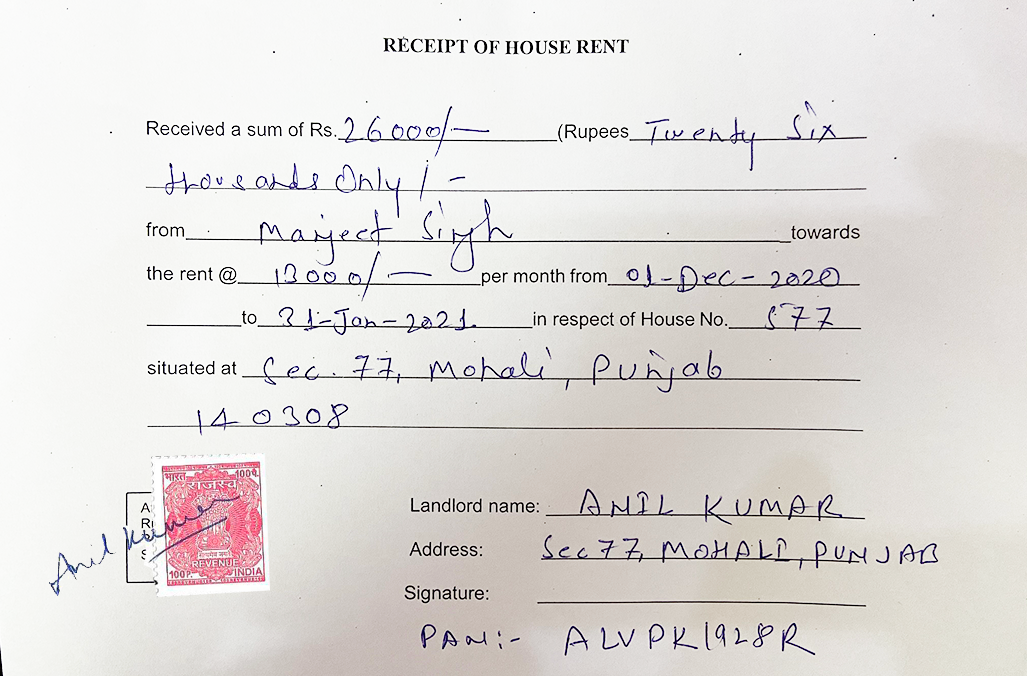 RECEIPT OF HOUSE RENT
Received a sum of Rs. 26000/- (Rupees Twenty Six
thousands Only/-
from Manjeet Singh towards
the rent @ 13000/- per month from 01-Dec-2020
to 31-Jan-2021. in respect of House No. 577
situated at Sec. 77, Mohali, Punjab
140308
भारत 100P.
राजस्व
सत्यमेव जयते
REVENUE
100P. INDIA
Anil Kumar
Landlord name: ANIL KUMAR
Address: Sec 77, MOHALI, PUNJAB
Signature:
PAN:- ALVPK1928R